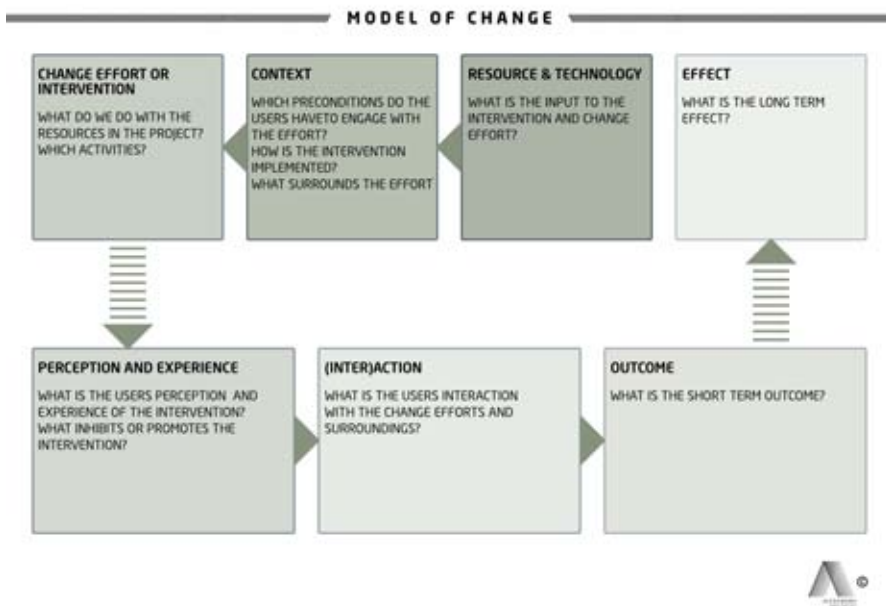 MODEL OF CHANGE
CHANGE EFFORT OR
INTERVENTION
WHAT DO WE DO WITH THE
RESOURCES IN THE PROJECT?
WHICH ACTIVITIES?
CONTEXT
WHICH PRECONDITIONS DO THE
USERS HAVETO ENGAGE WITH
THE EFFORT?
HOW IS THE INTERVENTION
IMPLEMENTED?
WHAT SURROUNDS THE EFFORT
RESOURCE & TECHNOLOGY
WHAT IS THE INPUT TO THE
INTERVENTION AND CHANGE
EFFORT?
EFFECT
WHAT IS THE LONG TERM
EFFECT?
PERCEPTION AND EXPERIENCE
WHAT IS THE USERS PERCEPTION AND
EXPERIENCE OF THE INTERVENTION?
WHAT INHIBITS OR PROMOTES THE
INTERVENTION?
(INTER)ACTION
WHAT IS THE USERS INTERACTION
WITH THE CHANGE EFFORTS AND
SURROUNDINGS?
OUTCOME
WHAT IS THE SHORT TERM OUTCOME?
©